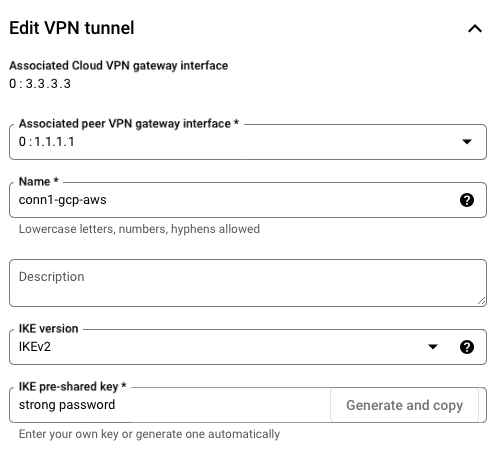 Edit VPN tunnel
Associated Cloud VPN gateway interface
0 : 3.3.3.3
Associated peer VPN gateway interface *
0 : 1.1.1.1
Name *
conn1-gcp-aws
Lowercase letters, numbers, hyphens allowed
Description
IKE version
IKEv2
IKE pre-shared key *
strong password
Generate and copy
Enter your own key or generate one automatically